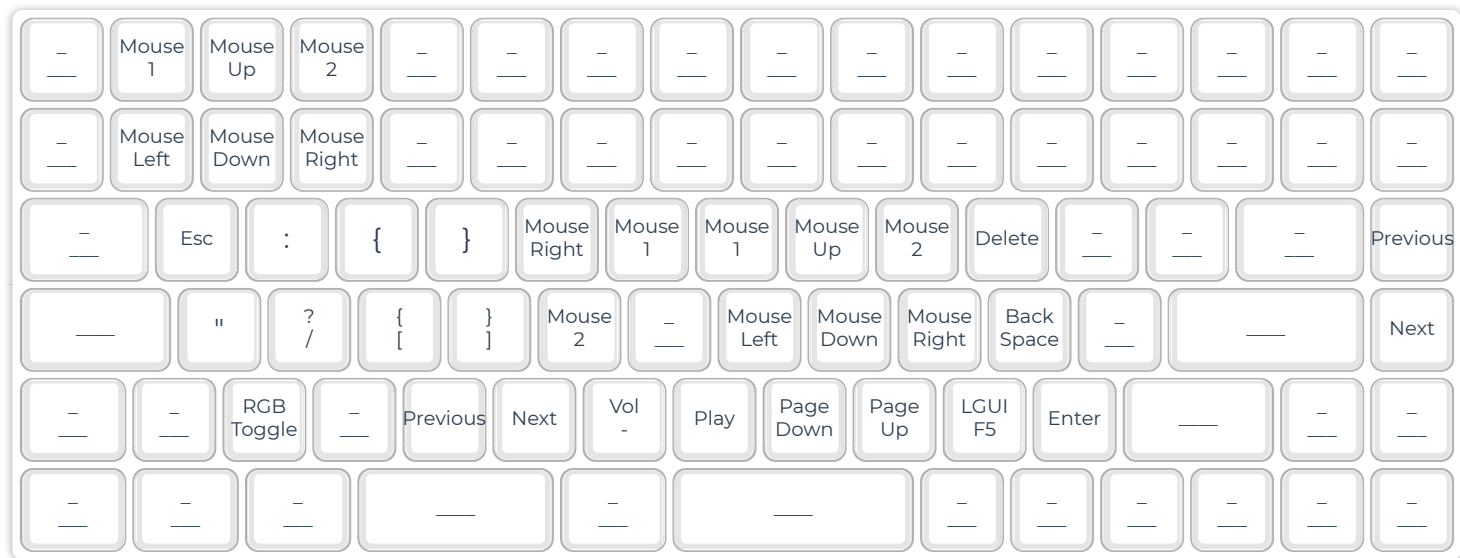 Mouse
1
Mouse
Up
Mouse
2
Mouse
Left
Mouse
Down
Mouse
Right
Esc
:
{
}
Mouse
Right
Mouse
1
Mouse
1
Mouse
Up
Mouse
2
Delete
Previous
"
?
/
{
[
}
]
Mouse
2
Mouse
Left
Mouse
Down
Mouse
Right
Back
Space
Next
RGB
Toggle
Previous
Next
Vol
-
Play
Page
Down
Page
Up
LGUI
F5
Enter